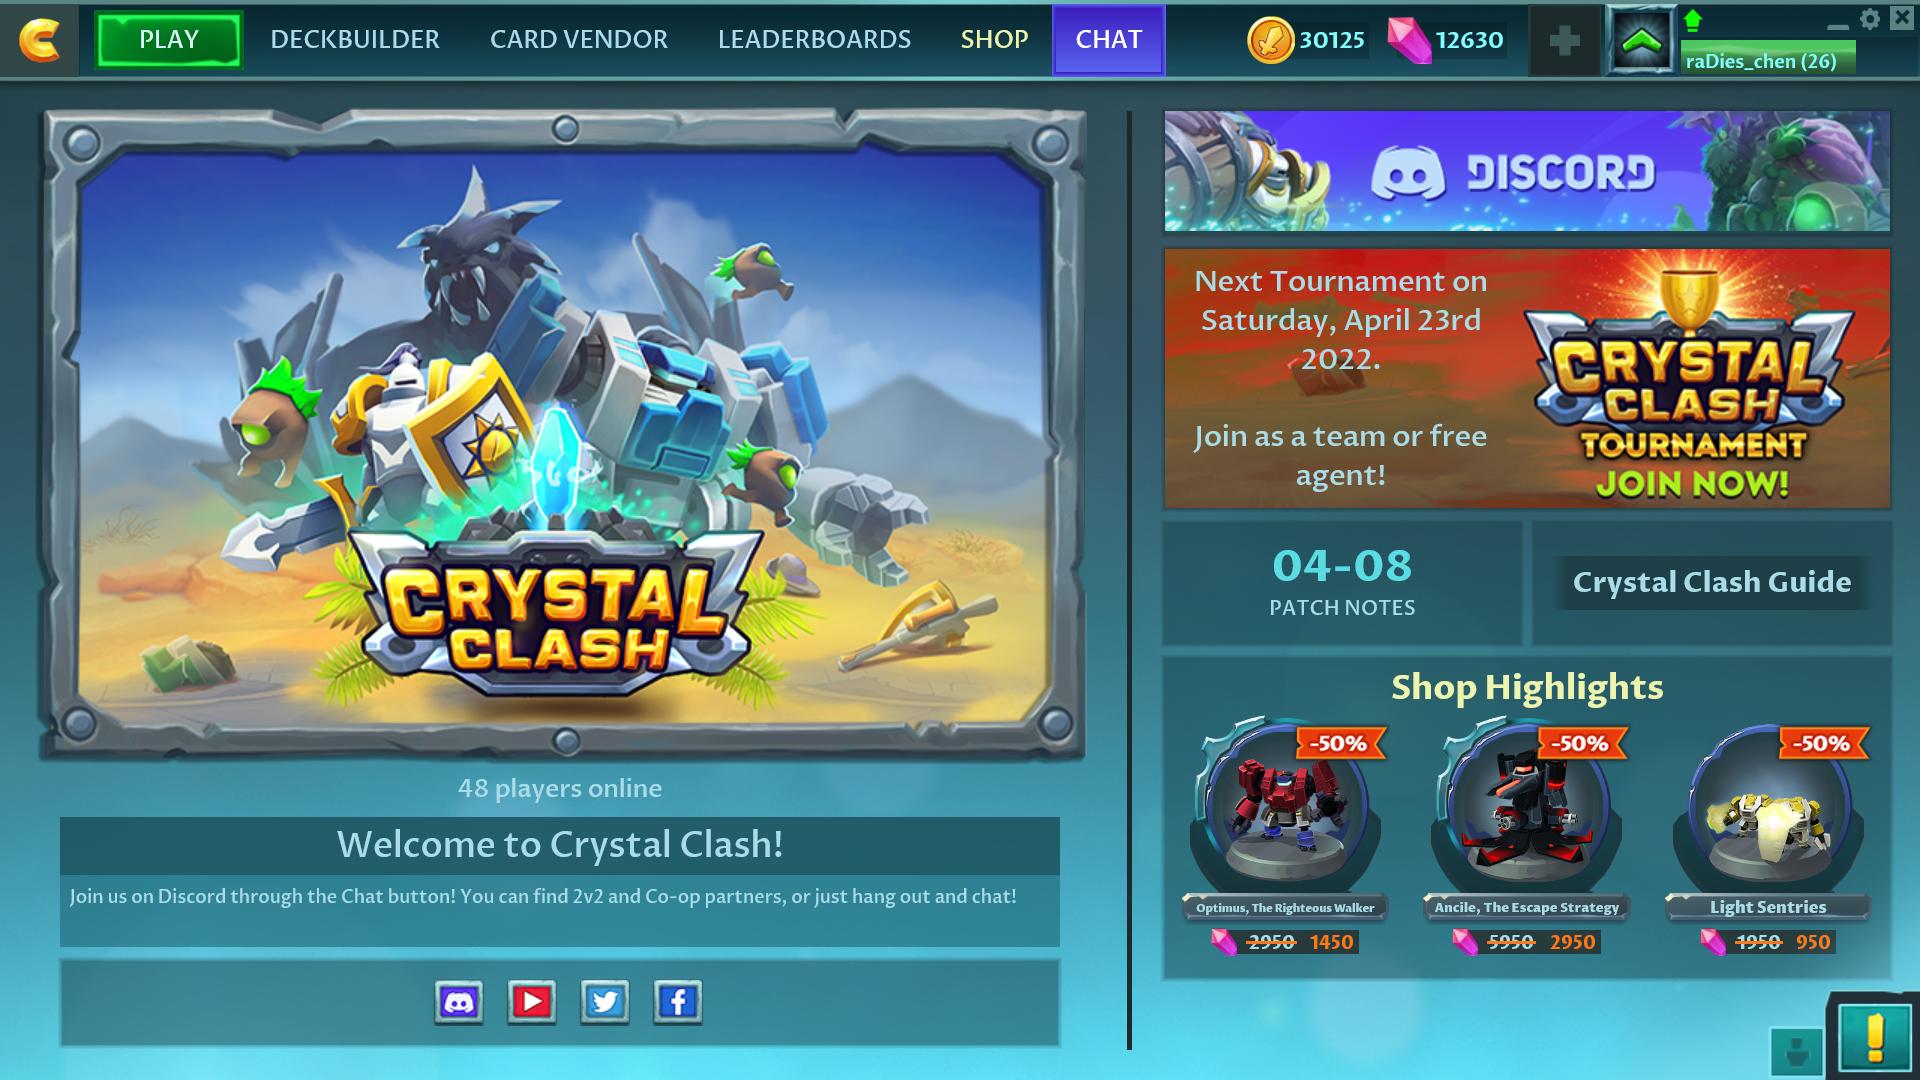 PLAY
DECKBUILDER
CARD VENDOR
LEADERBOARDS
SHOP
CHAT
30125
12630
raDies_chen (26)
CRYSTAL
CLASH
48 players online
Welcome to Crystal Clash!
Join us on Discord through the Chat button! You can find 2v2 and Co-op partners, or just hang out and chat!
DISCORD
Next Tournament on
Saturday, April 23rd
2022.
Join as a team or free
agent!
CRYSTAL
CLASH
TOURNAMENT
JOIN NOW!
04-08
PATCH NOTES
Crystal Clash Guide
Shop Highlights
-50%
Optimus, The Righteous Walker
2950 1450
-50%
Ancile, The Escape Strategy
5950 2950
-50%
Light Sentries
1950 950